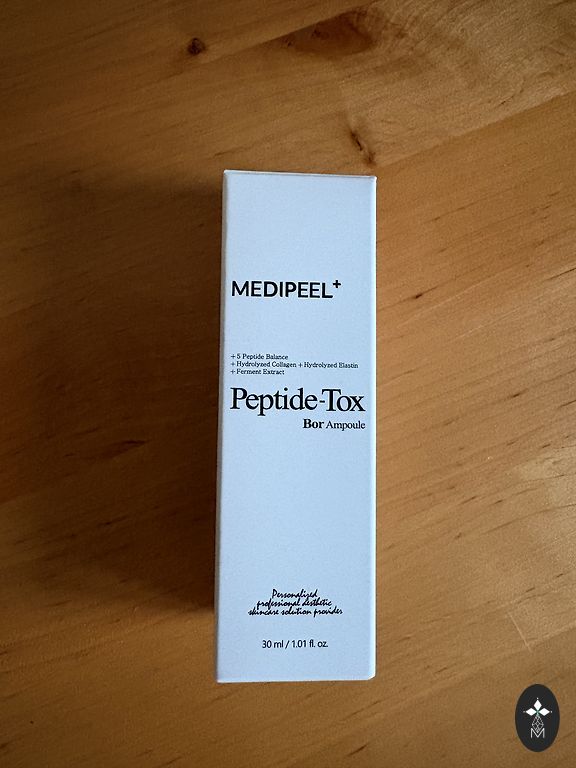 MEDIPEEL+
+ 5 Peptide Balance
+ Hydrolyzed Collagen + Hydrolyzed Elastin
+ Ferment Extract
Peptide-Tox
Bor Ampoule
Personalized
professional aesthetic
skincare solution provider
30 ml / 1.01 fl. oz.
M